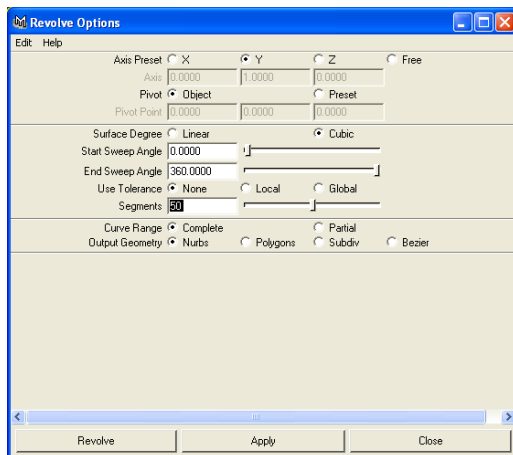 Revolve Options
Edit Help
Axis Preset X Y Z Free
Axis 0.0000 1.0000 0.0000
Pivot Object Preset
Pivot Point 0.0000 0.0000 0.0000
Surface Degree Linear Cubic
Start Sweep Angle 0.0000
End Sweep Angle 360.0000
Use Tolerance None Local Global
Segments 50
Curve Range Complete Partial
Output Geometry Nurbs Polygons Subdiv Bezier
Revolve Apply Close